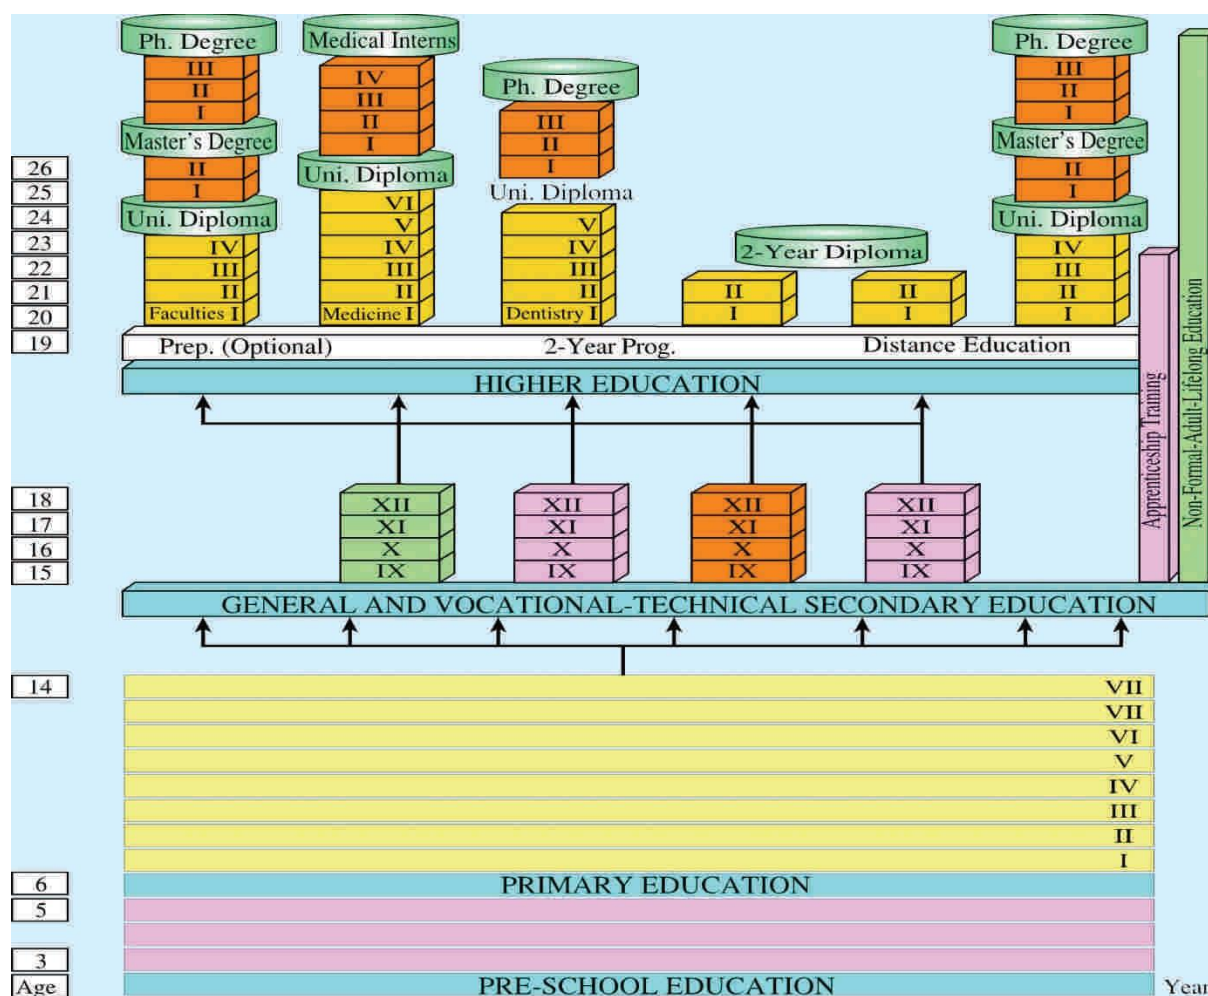 Ph. Degree
III
II
I
Master's Degree
II
I
Uni. Diploma
IV
III
II
Faculties I
Medical Interns
IV
III
II
I
Uni. Diploma
VI
V
IV
III
II
Medicine I
Ph. Degree
III
II
I
Uni. Diploma
V
IV
III
II
Dentistry I
2-Year Diploma
II
I
II
I
Ph. Degree
III
II
I
Master's Degree
II
I
Uni. Diploma
IV
III
II
I
26
25
24
23
22
21
20
19
Prep. (Optional) 2-Year Prog. Distance Education
HIGHER EDUCATION
Apprenticeship Training
Non-Formal-Adult-Lifelong Education
18 XII XII XII XII
17 XI XI XI XI
16 X X X X
15 IX IX IX IX
GENERAL AND VOCATIONAL-TECHNICAL SECONDARY EDUCATION
14 VII
VII
VI
V
IV
III
II
I
6 PRIMARY EDUCATION
5
3
Age PRE-SCHOOL EDUCATION Year